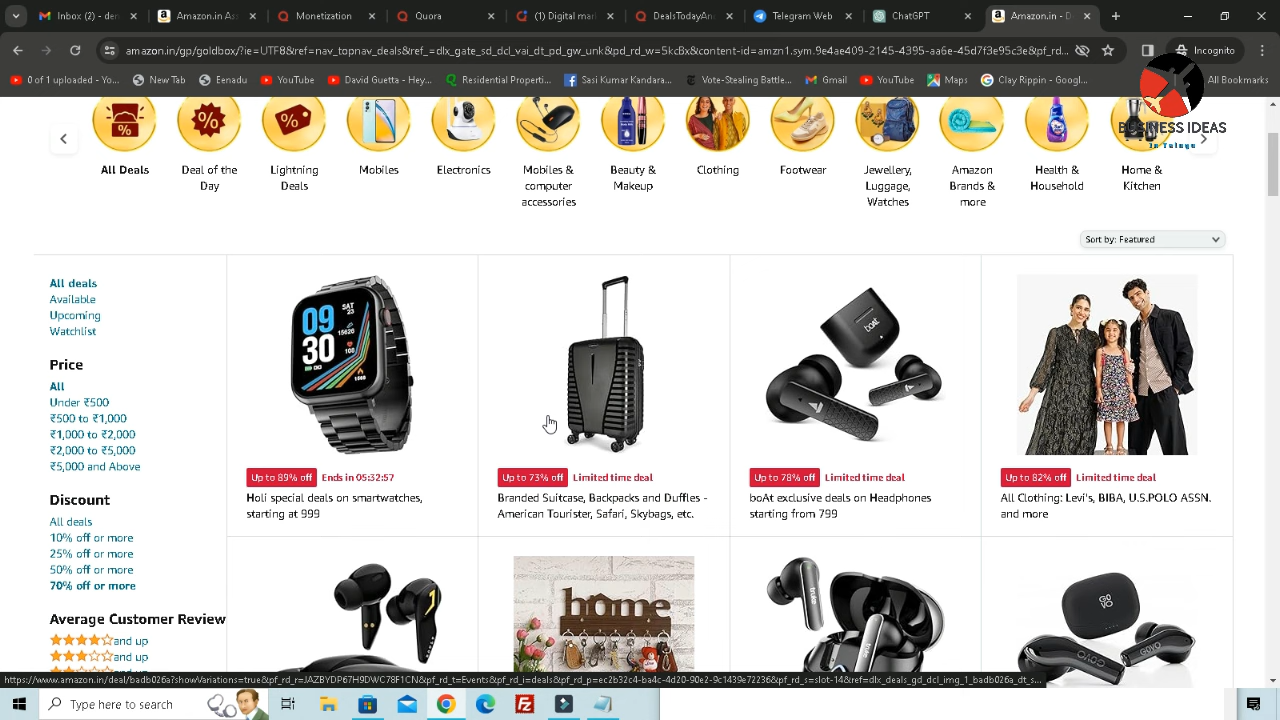 Inbox (2) - den
Amazon.in Ass
Monetization
Quora
(1) Digital mar
DealsTodayAn
Telegram Web
ChatGPT
Amazon - D
amazon.in/gp/goldbox/?ie=UTF8&ref=nav_topnav_deals&ref_=dlx_gate_sd_dcl_vai_dt_pd_gw_unk&pd_rd_w=5kcBx&content-id=amzn1.sym.9e4ae409-2145-4395-aa6e-45d7f3e95c3e&pf_rd...
Incognito
0 of 1 uploaded - Yo...
New Tab
Eenadu
YouTube
David Guetta - Hey...
Residential Properti...
Sasi Kumar Kandara...
Vote-Stealing Battle...
Gmail
YouTube
Maps
Clay Rippin - Googl...
All Bookmarks
BUSINESS IDEAS
In Telugu
All Deals
Deal of the
Day
Lightning
Deals
Mobiles
Electronics
Mobiles &
computer
accessories
Beauty &
Makeup
Clothing
Footwear
Jewellery,
Luggage,
Watches
Amazon
Brands &
more
Health &
Household
Home &
Kitchen
Sort by: Featured
All deals
Available
Upcoming
Watchlist
Price
All
Under ₹500
₹500 to ₹1,000
₹1,000 to ₹2,000
₹2,000 to ₹5,000
₹5,000 and Above
Discount
All deals
10% off or more
25% off or more
50% off or more
70% off or more
Average Customer Review
and up
and up
09
30
SAT
23
Up to 89% off Ends in 05:32:57
Holi special deals on smartwatches,
starting at 999
Up to 73% off Limited time deal
Branded Suitcase, Backpacks and Duffles -
American Tourister, Safari, Skybags, etc.
boAt
Up to 78% off Limited time deal
boAt exclusive deals on Headphones
starting from 799
Up to 82% off Limited time deal
All Clothing: Levi's, BIBA, U.S.POLO ASSN.
and more
home
truke
GOVO
GOVO
https://www.amazon.in/deal/badb026a?showVariations=true&pf_rd_r=JAZBYDP67H9DWC78F1CN&pf_rd_t=Events&pf_rd_i=deals&pf_rd_p=ec2b32c4-ba4c-4d20-90e2-9c1439e72236&pf_rd_s=slot-14&ref=dlx_deals_gd_dcl_img_1_badb026a_dt_s...
Type here to search